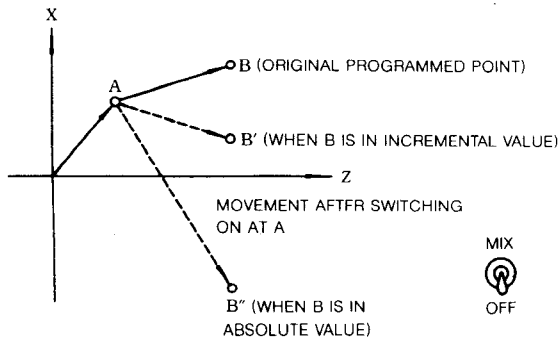 X
A
B (ORIGINAL PROGRAMMED POINT)
B' (WHEN B IS IN INCREMENTAL VALUE)
Z
MOVEMENT AFTFR SWITCHING
ON AT A
MIX
OFF
B" (WHEN B IS IN
ABSOLUTE VALUE)